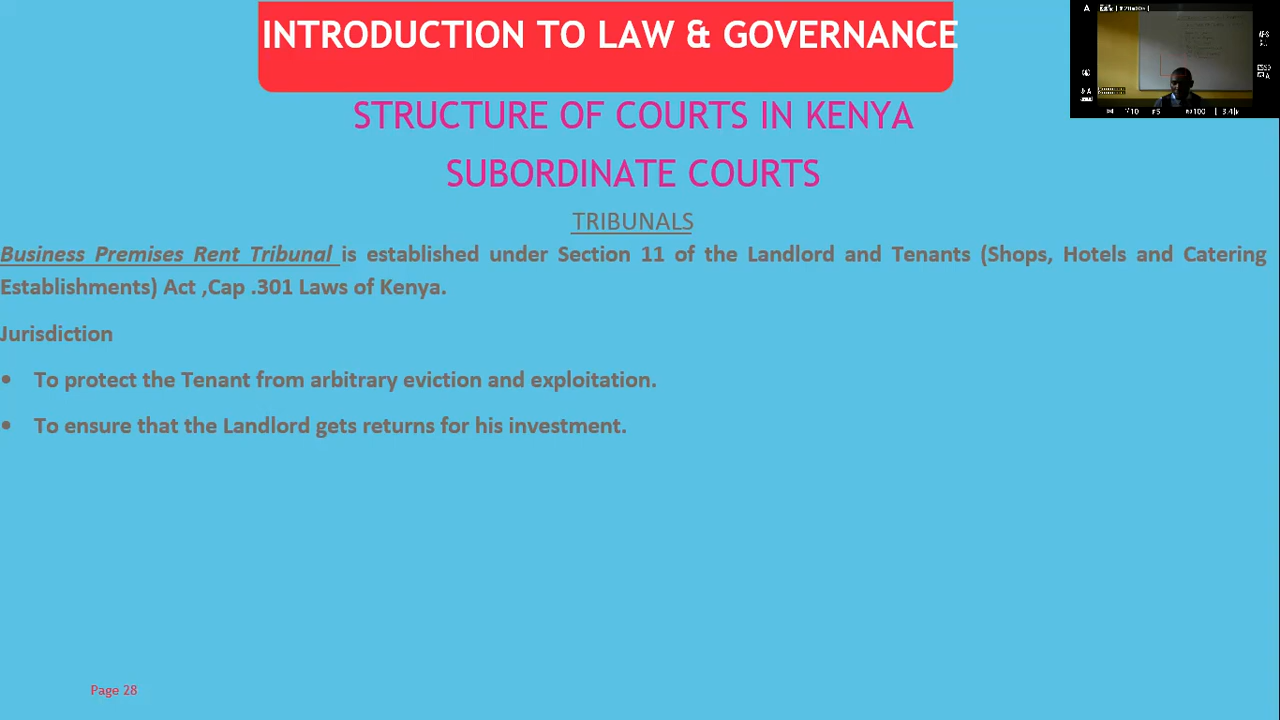 INTRODUCTION TO LAW & GOVERNANCE
STRUCTURE OF COURTS IN KENYA
SUBORDINATE COURTS
TRIBUNALS
Business Premises Rent Tribunal is established under Section 11 of the Landlord and Tenants (Shops, Hotels and Catering
Establishments) Act ,Cap .301 Laws of Kenya.
Jurisdiction
• To protect the Tenant from arbitrary eviction and exploitation.
• To ensure that the Landlord gets returns for his investment.
Page 28